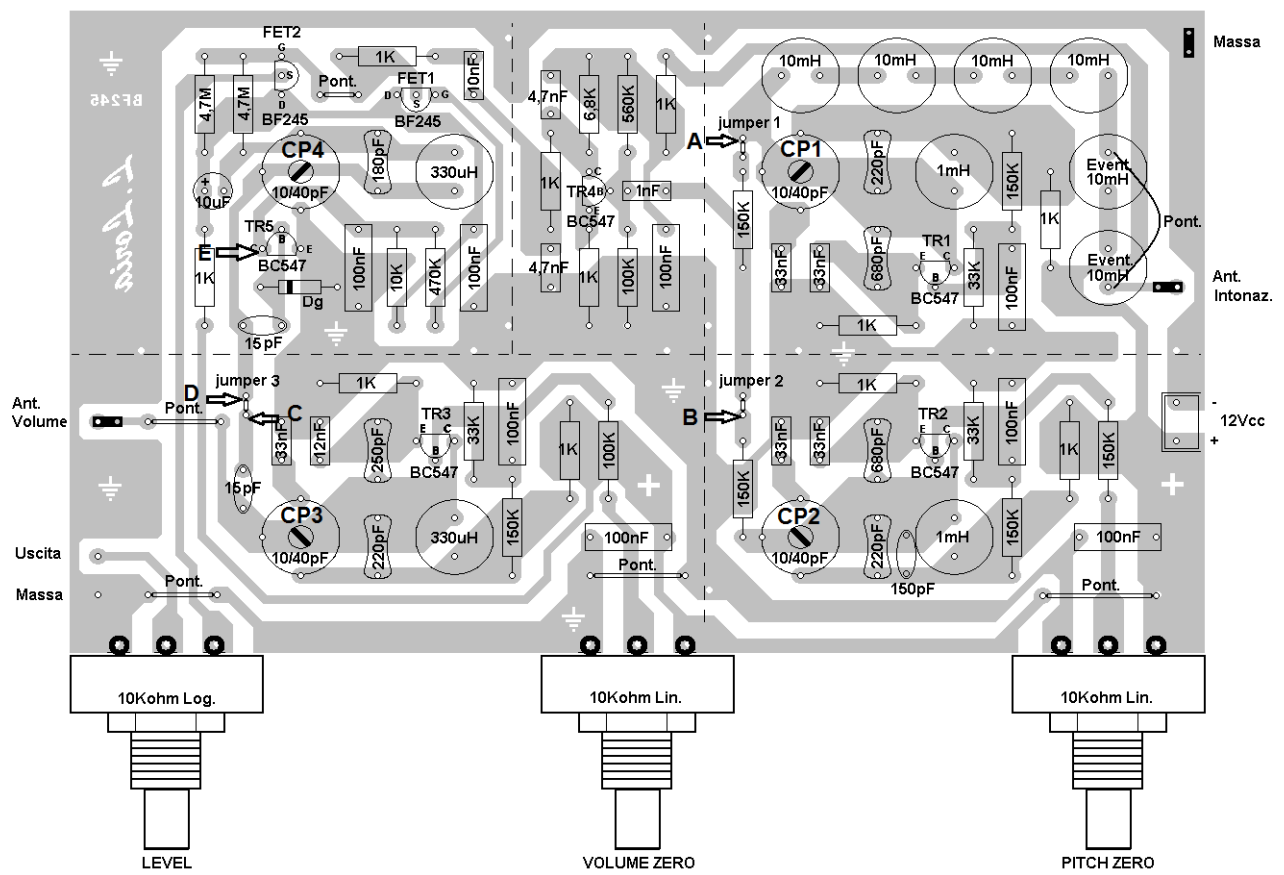 FET2
G
S
D
BF245
1K
10nF
FET1
D
S
G
BF245
Pont.
4,7M
4,7M
BF245
CP4
10/40pF
180pF
330uH
+
10uF
TR5
B
C
E
BC547
E
1K
Dg
15pF
100nF
10K
470K
100nF
4,7nF
6,8K
560K
1K
1K
TR4
C
B
E
BC547
1nF
4,7nF
1K
100K
100nF
10mH
10mH
10mH
10mH
Massa
jumper 1
A
CP1
10/40pF
220pF
1mH
150K
150K
1K
Event.
10mH
Event.
10mH
Pont.
Ant.
Intonaz.
33nF
33nF
680pF
TR1
E
C
B
BC547
33K
100nF
1K
jumper 3
D
C
Ant.
Volume
Pont.
1K
33nF
12nF
250pF
TR3
E
C
B
BC547
33K
100nF
1K
100K
15pF
CP3
10/40pF
220pF
330uH
150K
100nF
+
Pont.
Uscita
Massa
Pont.
jumper 2
B
1K
33nF
33nF
680pF
TR2
E
C
B
BC547
33K
100nF
1K
150K
-
12Vcc
+
150K
CP2
10/40pF
220pF
150pF
1mH
150K
100nF
+
Pont.
10Kohm Log.
10Kohm Lin.
10Kohm Lin.
LEVEL
VOLUME ZERO
PITCH ZERO